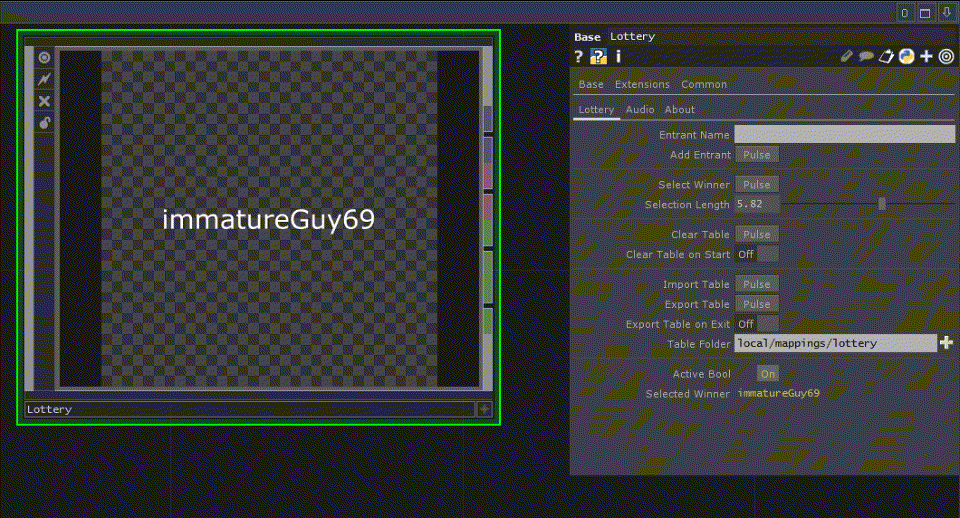 0
Base Lottery
? ? i
Base Extensions Common
Lottery Audio About
Entrant Name
Add Entrant Pulse
Select Winner Pulse
Selection Length 5.82
Clear Table Pulse
Clear Table on Start Off
Import Table Pulse
Export Table Pulse
Export Table on Exit Off
Table Folder local/mappings/lottery
Active Bool On
Selected Winner immatureGuy69
immatureGuy69
Lottery